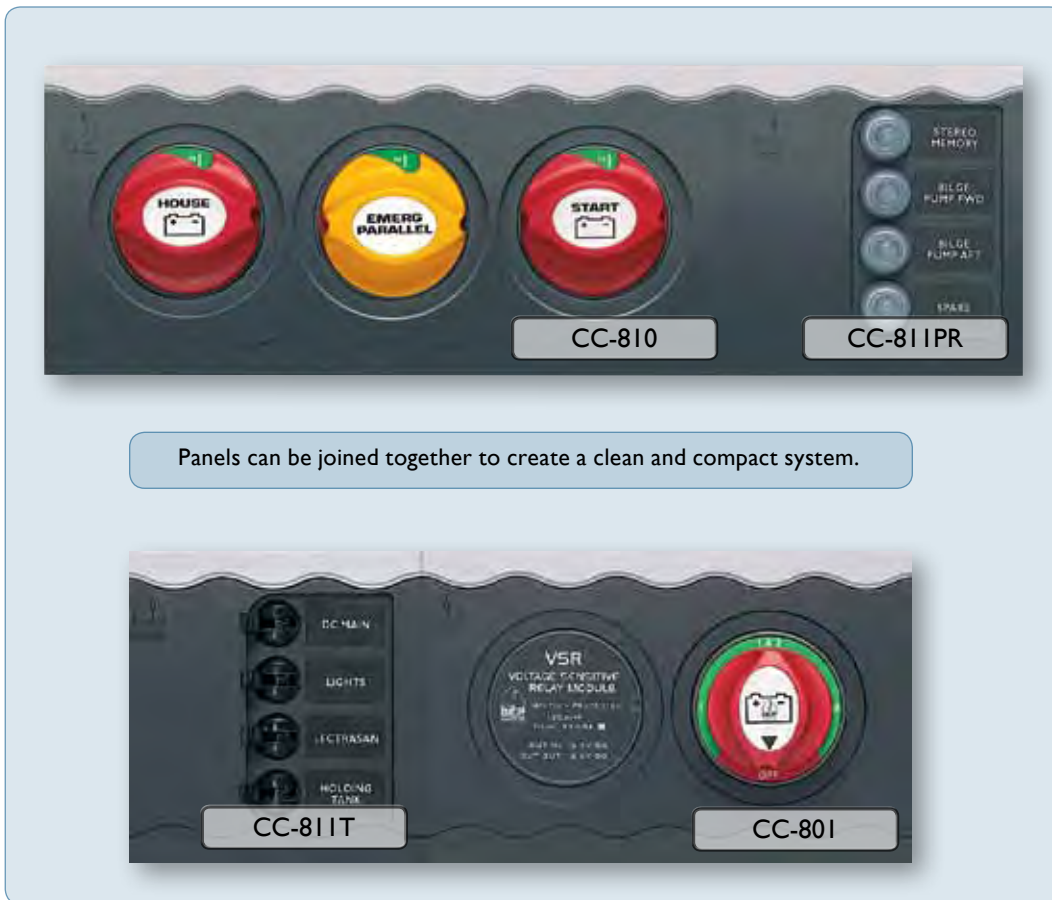 HOUSE
EMERG
PARALLEL
START
STEREO
MEMORY
BILGE
PUMP FWD
BILGE
PUMP AFT
SPARE
CC-810
CC-811PR
Panels can be joined together to create a clean and compact system.
DC MAIN
LIGHTS
LECTRASAN
HOLDING
TANK
CC-811T
VSR
VOLTAGE SENSITIVE
RELAY MODULE
1 & 2
OFF
CC-801